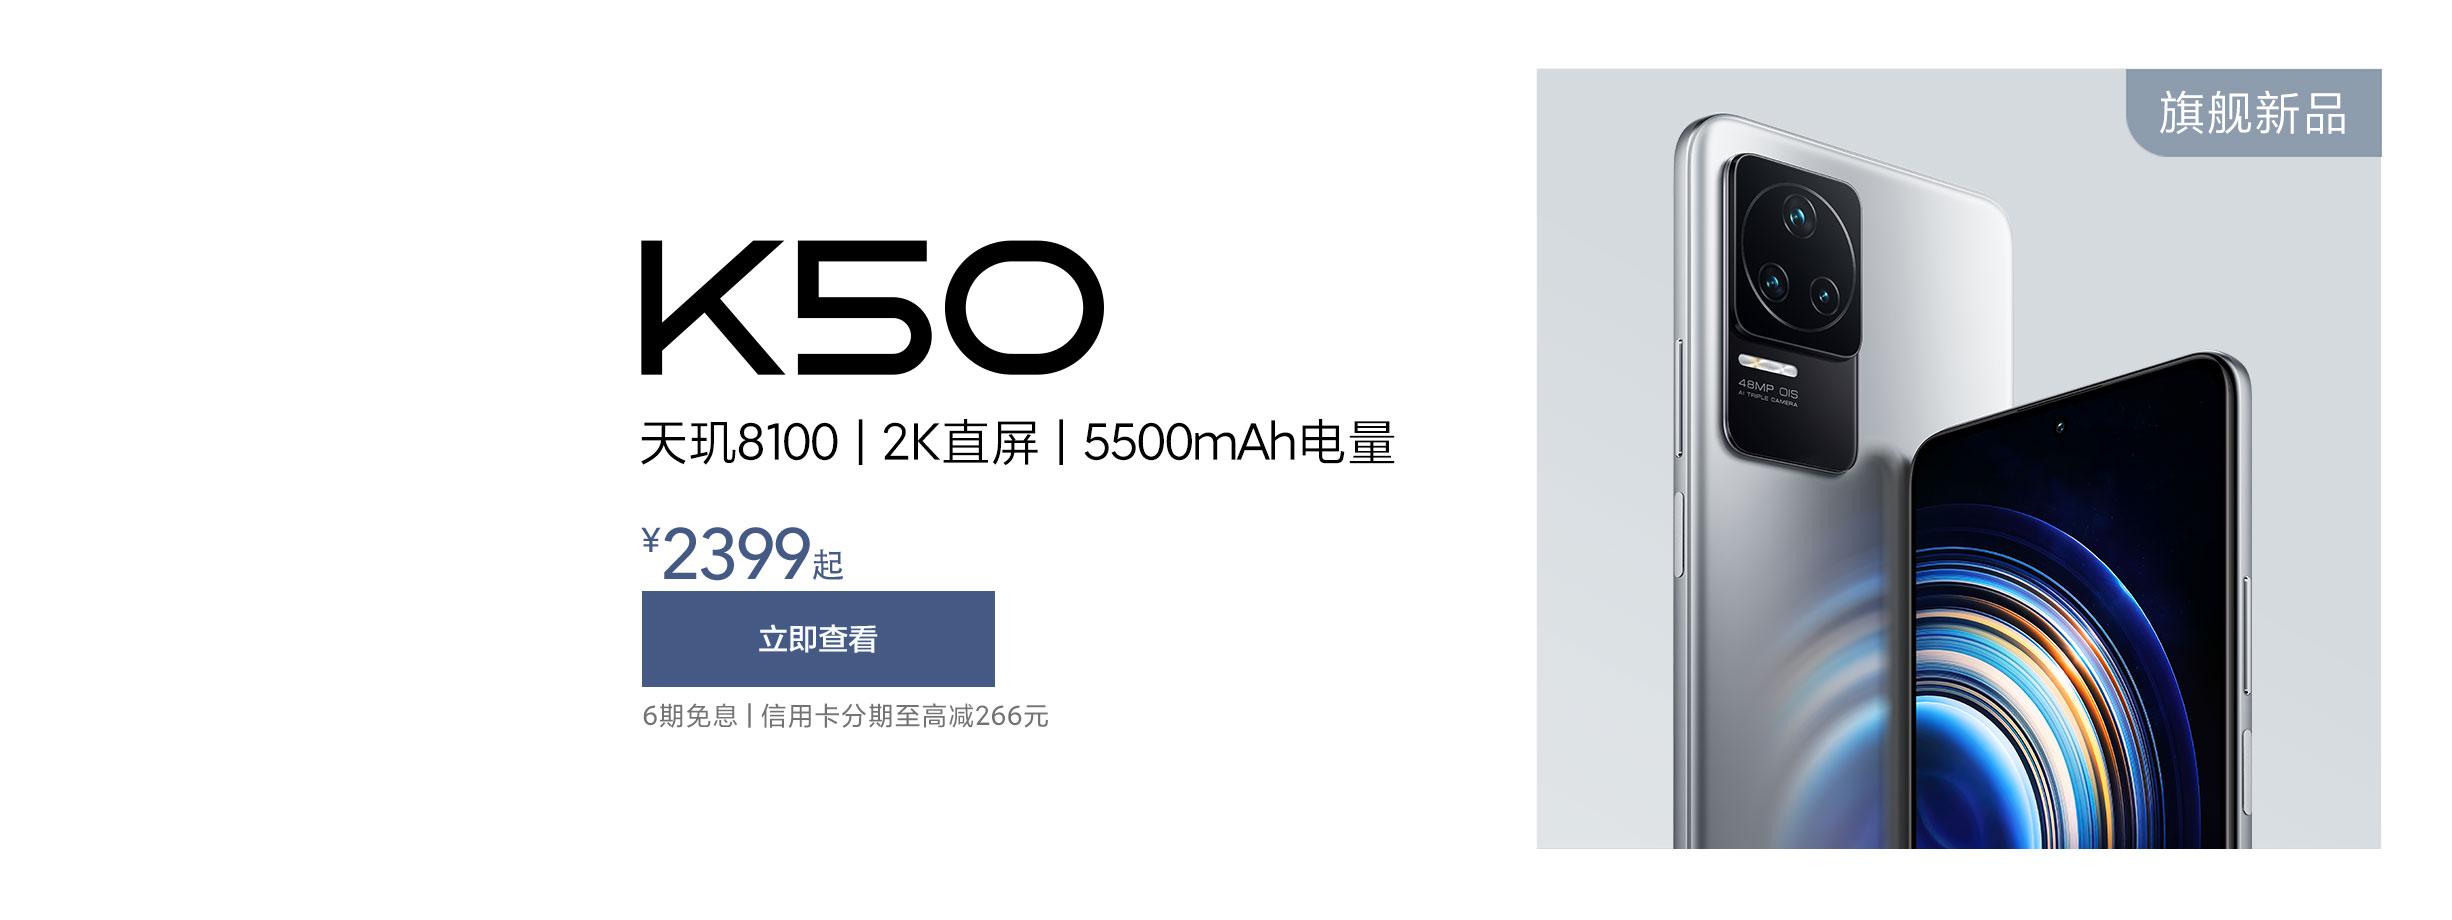 K50
天玑8100 | 2K直屏 | 5500mAh电量
¥2399起
立即查看
6期免息 | 信用卡分期至高减266元
旗舰新品
48MP OIS
AI TRIPLE CAMERA